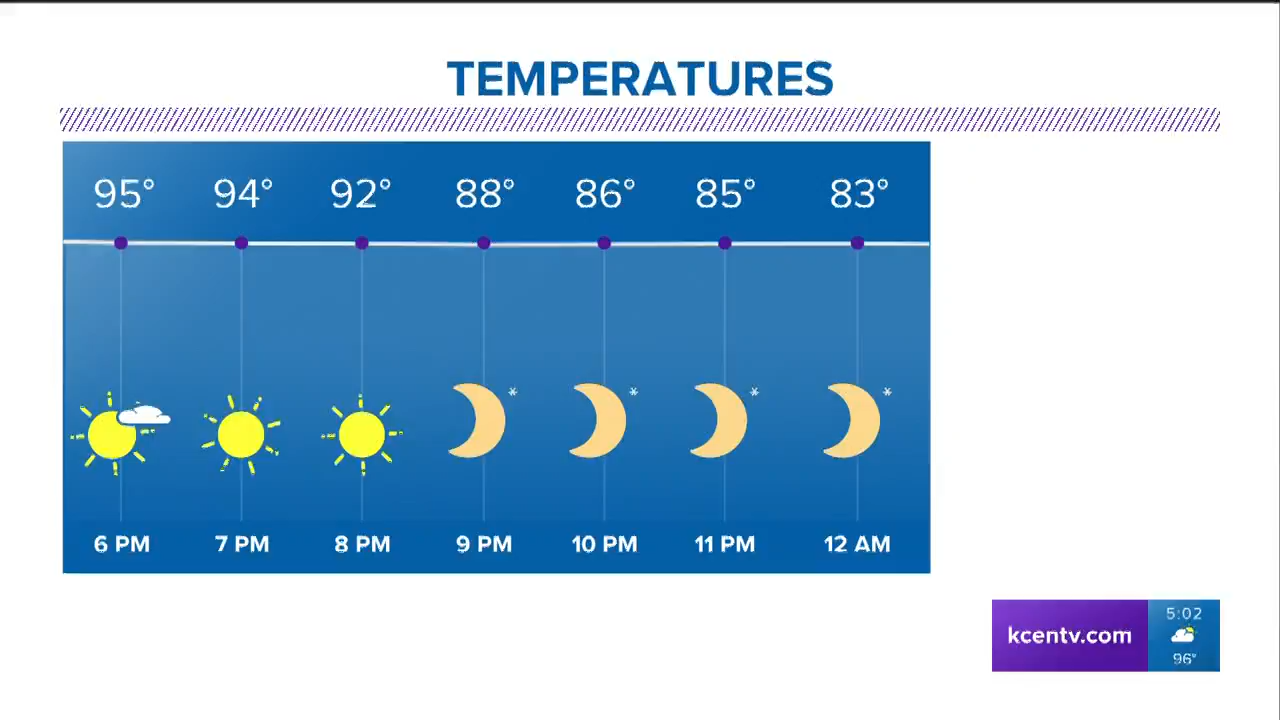 TEMPERATURES
95° 94° 92° 88° 86° 85° 83°
6 PM 7 PM 8 PM 9 PM 10 PM 11 PM 12 AM
5:02
kcentv.com
96°